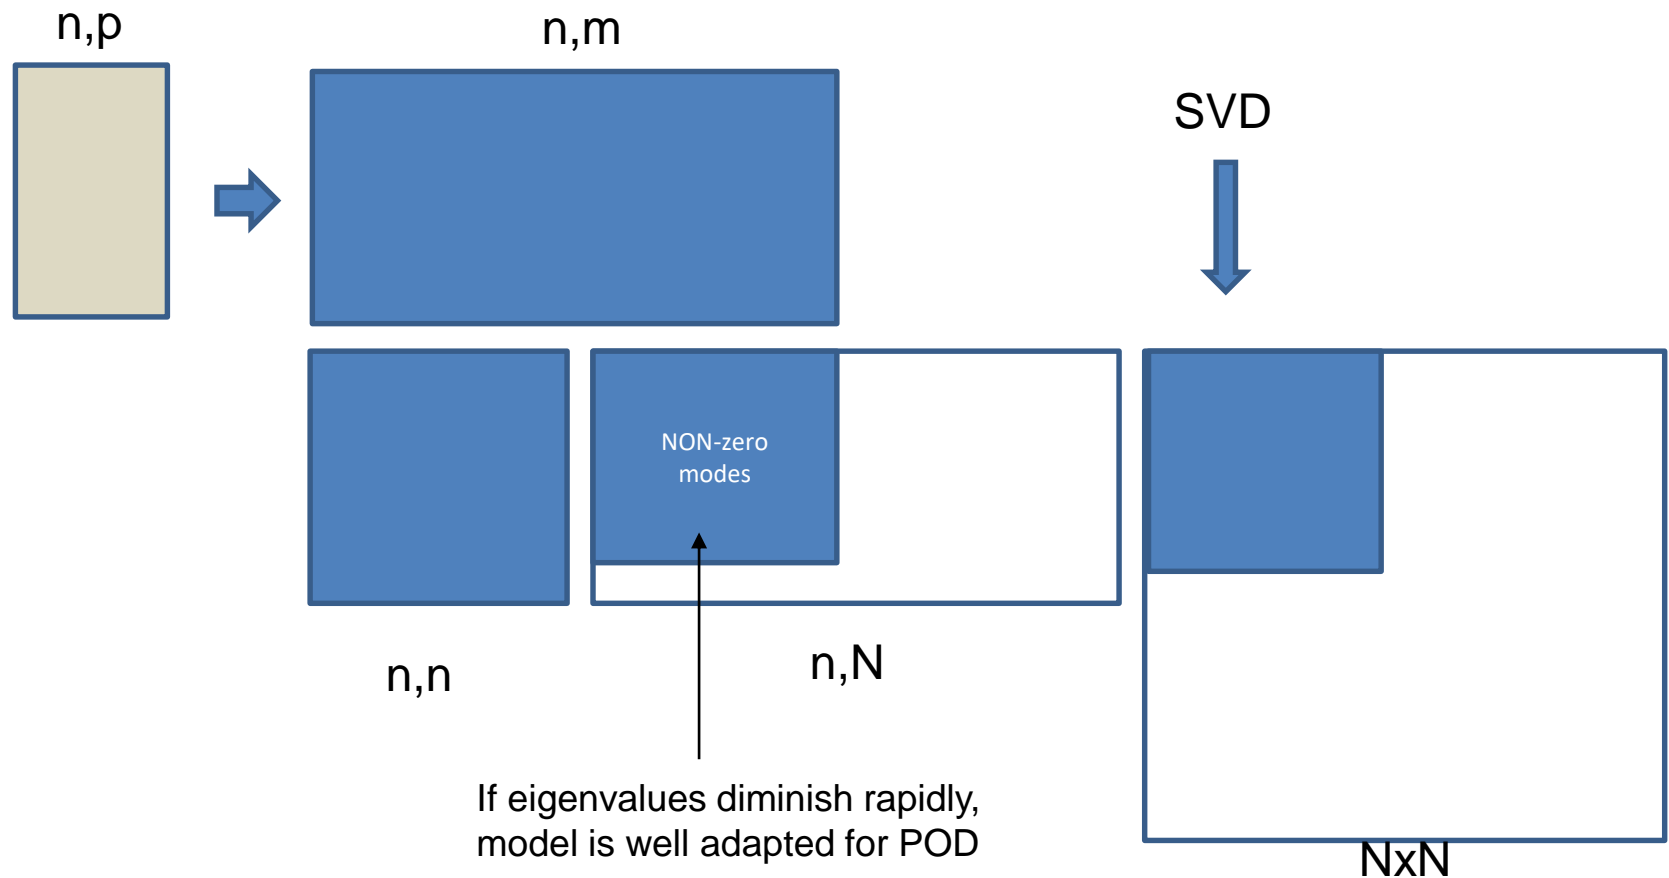 n,p
n,m
SVD
NON-zero
modes
n,n
n,N
If eigenvalues diminish rapidly,
model is well adapted for POD
NxN